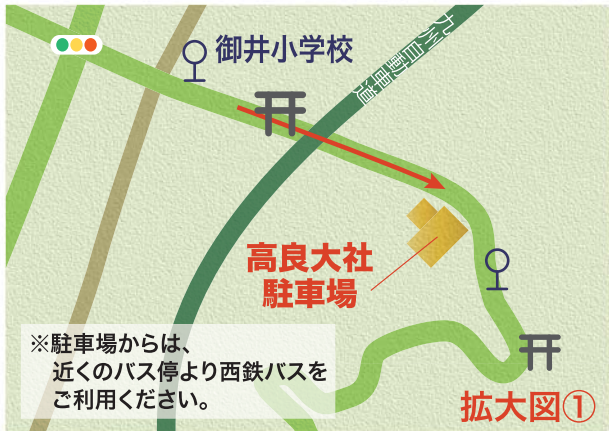 御井小学校
九州自動車道
高良大社
駐車場
※駐車場からは、
近くのバス停より西鉄バスを
ご利用ください。
拡大図①